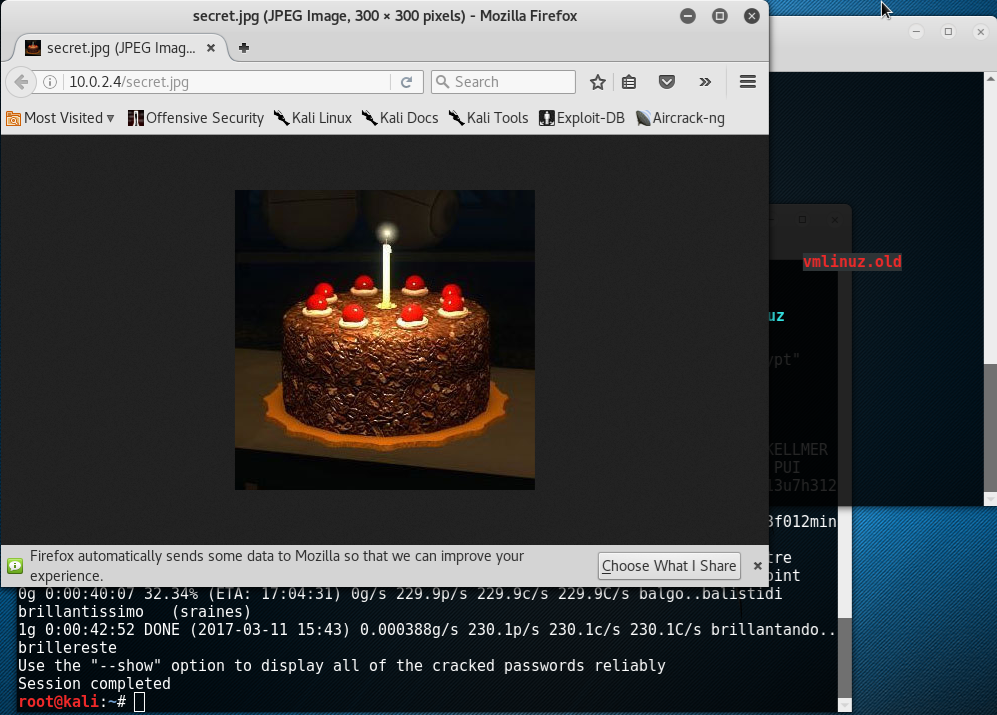 secret.jpg (JPEG Image, 300 × 300 pixels) - Mozilla Firefox
secret.jpg (JPEG Imag...
10.0.2.4/secret.jpg
Search
Most Visited
Offensive Security
Kali Linux
Kali Docs
Kali Tools
Exploit-DB
Aircrack-ng
vmlinuz.old
uz
ypt"
KELLMER
PUI
l3u7h312
3f012min
tre
oint
Firefox automatically sends some data to Mozilla so that we can improve your
experience.
Choose What I Share
0g 0:00:40:07 32.34% (ETA: 17:04:31) 0g/s 229.9p/s 229.9c/s 229.9C/s balgo..balistidi
brillantissimo (sraines)
1g 0:00:42:52 DONE (2017-03-11 15:43) 0.000388g/s 230.1p/s 230.1c/s 230.1C/s brillantando..
brillereste
Use the "--show" option to display all of the cracked passwords reliably
Session completed
root@kali:~#